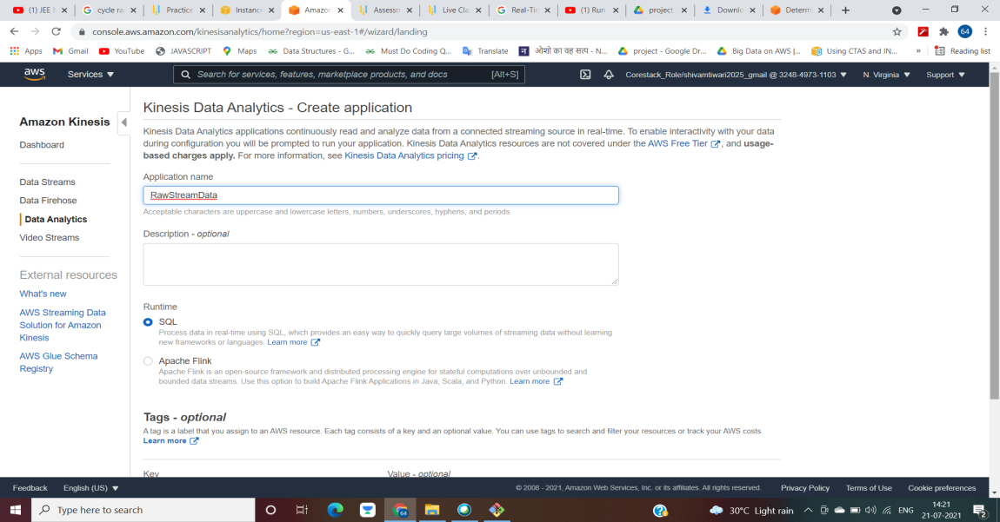 (1) JEE M
cycle ra
Practice
Instance
Amazon
Assessm
Live Cla
Real-Tim
(1) Run
project
Downlo
Determ
console.aws.amazon.com/kinesisanalytics/home?region=us-east-1#/wizard/landing
64
Apps
Gmail
YouTube
JAVASCRIPT
Maps
Data Structures - G...
Must Do Coding Q...
Translate
ओशो का वह सत्य - N...
project - Google Dr...
Big Data on AWS |...
Using CTAS and IN...
»
Reading list
aws
Services
Search for services, features, marketplace products, and docs
[Alt+S]
Corestack_Role/shivamtiwari2025_gmail @ 3248-4973-1103
N. Virginia
Support
Amazon Kinesis
Dashboard
Data Streams
Data Firehose
Data Analytics
Video Streams
External resources
What's new
AWS Streaming Data
Solution for Amazon
Kinesis
AWS Glue Schema
Registry
Kinesis Data Analytics - Create application
Kinesis Data Analytics applications continuously read and analyze data from a connected streaming source in real-time. To enable interactivity with your data
during configuration you will be prompted to run your application. Kinesis Data Analytics resources are not covered under the AWS Free Tier, and usage-
based charges apply. For more information, see Kinesis Data Analytics pricing.
Application name
RawStreamData
Acceptable characters are uppercase and lowercase letters, numbers, underscores, hyphens, and periods.
Description - optional
Runtime
SQL
Process data in real-time using SQL, which provides an easy way to quickly query large volumes of streaming data without learning
new frameworks or languages. Learn more
Apache Flink
Apache Flink is an open-source framework and distributed processing engine for stateful computations over unbounded and
bounded data streams. Use this option to build Apache Flink Applications in Java, Scala, and Python. Learn more
Tags - optional
A tag is a label that you assign to an AWS resource. Each tag consists of a key and an optional value. You can use tags to search and filter your resources or track your AWS costs.
Learn more
Key
Value - optional
Feedback
English (US)
© 2008 - 2021, Amazon Web Services, Inc. or its affiliates. All rights reserved.
Privacy Policy
Terms of Use
Cookie preferences
Type here to search
64
30°C Light rain
ENG
14:21
21-07-2021
2